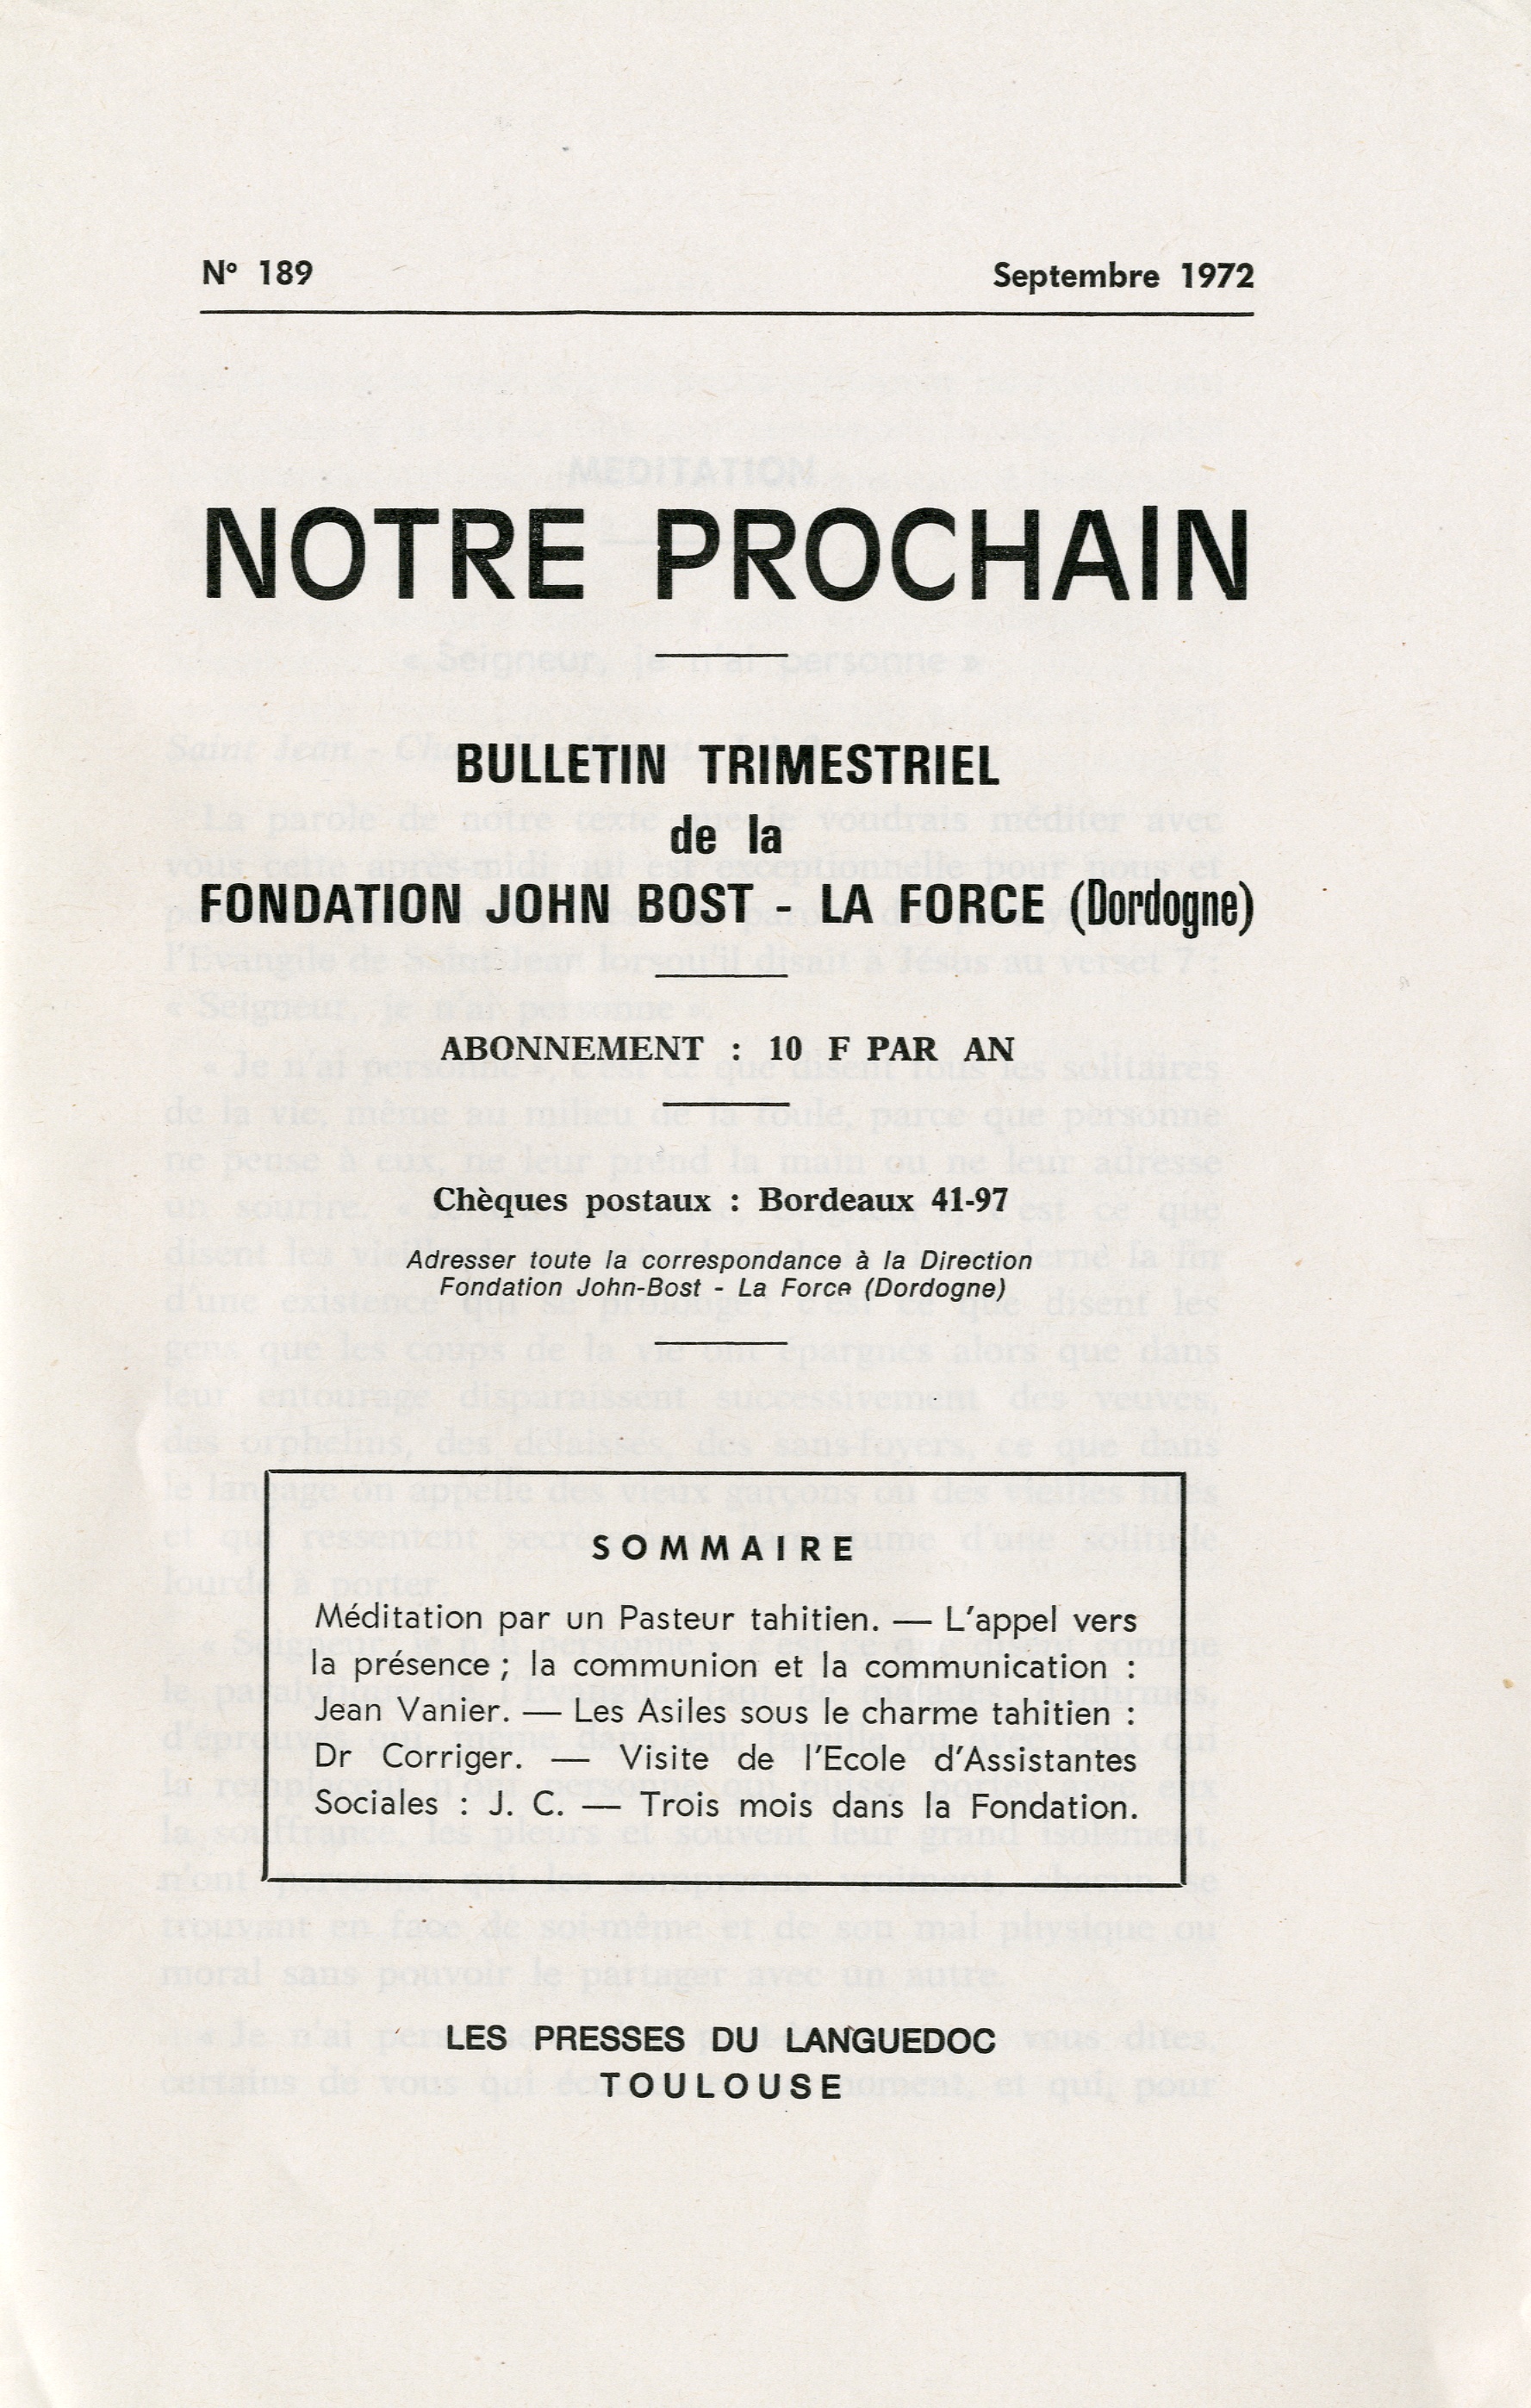 N° 189
Septembre 1972
NOTRE PROCHAIN
BULLETIN TRIMESTRIEL
de la
FONDATION JOHN BOST - LA FORCE (Dordogne)
ABONNEMENT : 10 F PAR AN
Chèques postaux : Bordeaux 41-97
Adresser toute la correspondance à la Direction
Fondation John-Bost - La Force (Dordogne)
SOMMAIRE
Méditation par un Pasteur tahitien. — L'appel vers
la présence ; la communion et la communication :
Jean Vanier. — Les Asiles sous le charme tahitien :
Dr Corriger. — Visite de l'Ecole d'Assistantes
Sociales : J. C. — Trois mois dans la Fondation.
LES PRESSES DU LANGUEDOC
TOULOUSE